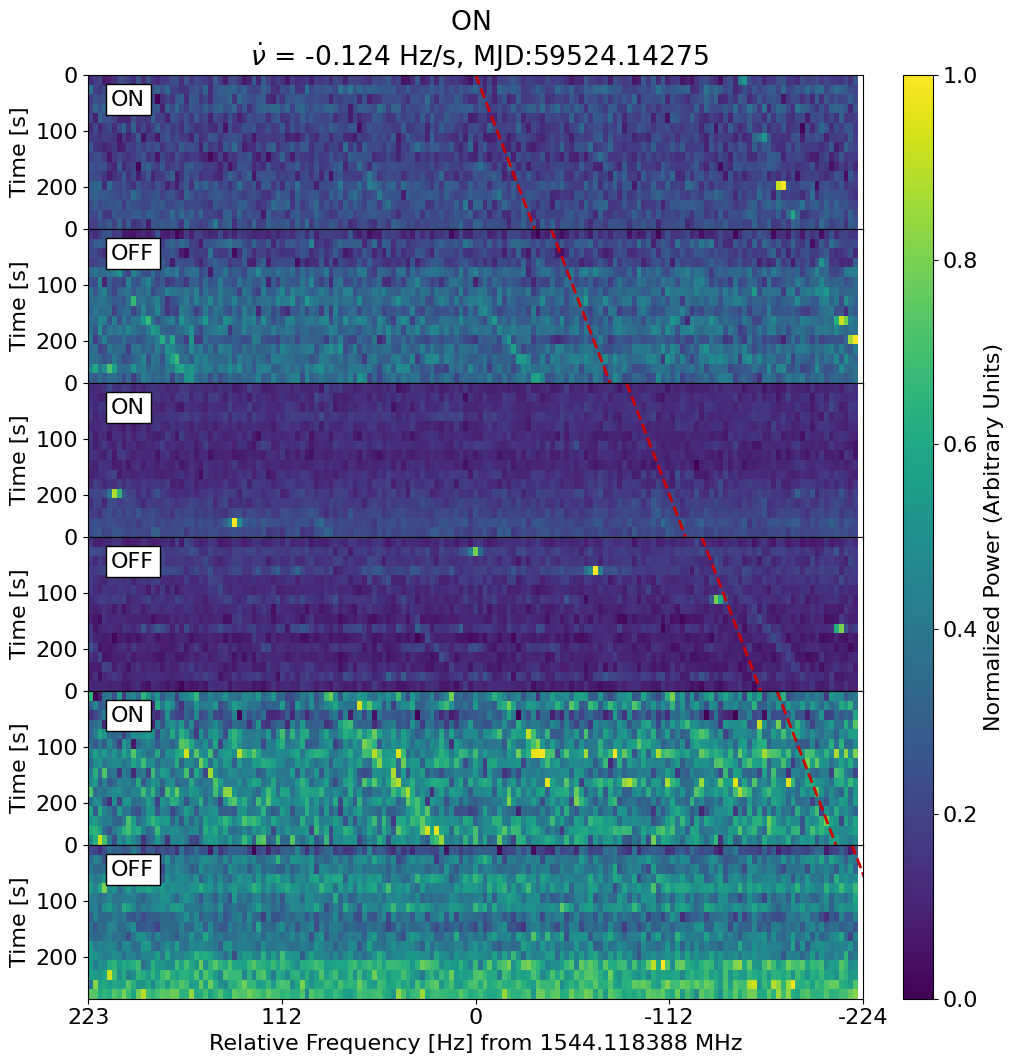 ON
ν̇ = -0.124 Hz/s, MJD:59524.14275
0
ON
100
200
Time [s]
0
OFF
100
200
Time [s]
0
ON
100
200
Time [s]
0
OFF
100
200
Time [s]
0
ON
100
200
Time [s]
0
OFF
100
200
Time [s]
223 112 0 -112 -224
Relative Frequency [Hz] from 1544.118388 MHz
1.0
0.8
0.6
0.4
0.2
0.0
Normalized Power (Arbitrary Units)